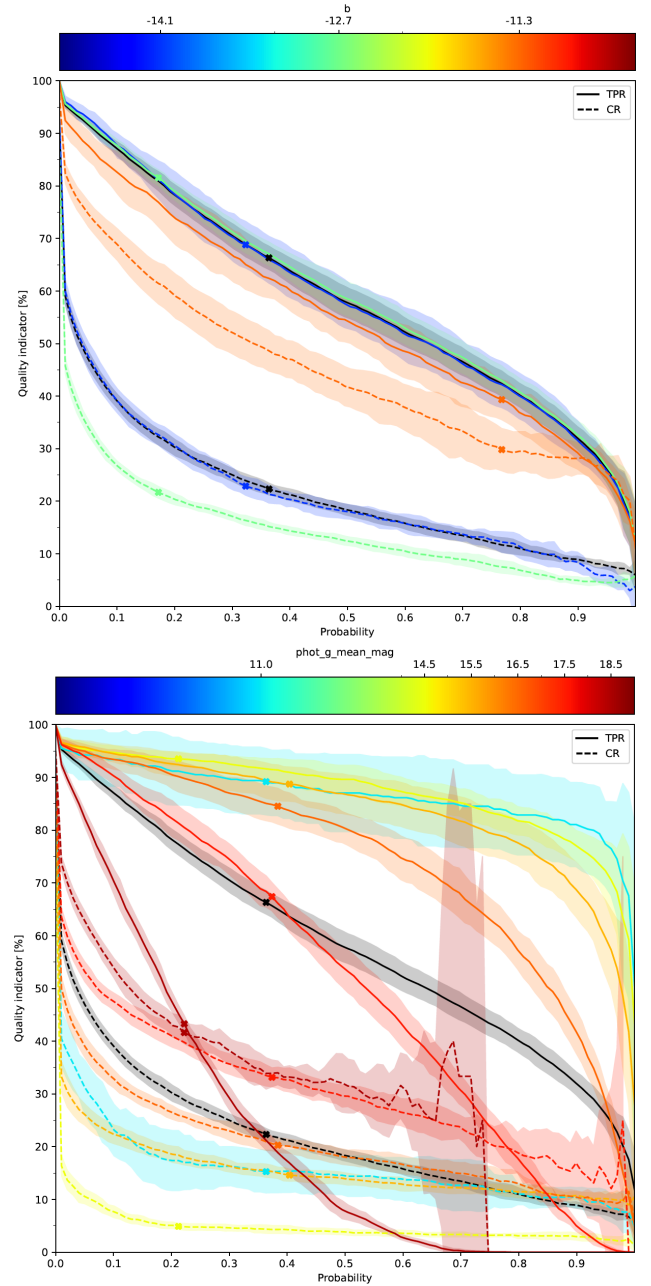 b
-14.1 -12.7 -11.3
100
90
80
70
60
50
40
30
20
10
0
Quality indicator [%]
TPR
CR
0.0 0.1 0.2 0.3 0.4 0.5 0.6 0.7 0.8 0.9
Probability
phot_g_mean_mag
11.0 14.5 15.5 16.5 17.5 18.5
100
90
80
70
60
50
40
30
20
10
0
Quality indicator [%]
TPR
CR
0.0 0.1 0.2 0.3 0.4 0.5 0.6 0.7 0.8 0.9
Probability